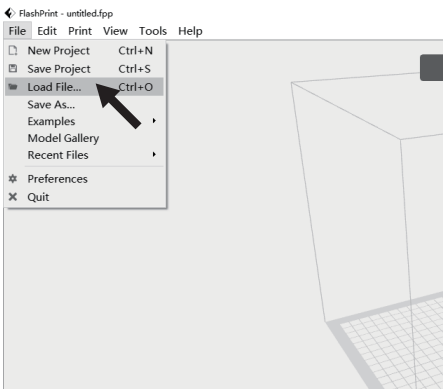 FlashPrint - untitled.fpp
File Edit Print View Tools Help
New Project Ctrl+N
Save Project Ctrl+S
Load File... Ctrl+O
Save As...
Examples
Model Gallery
Recent Files
Preferences
Quit